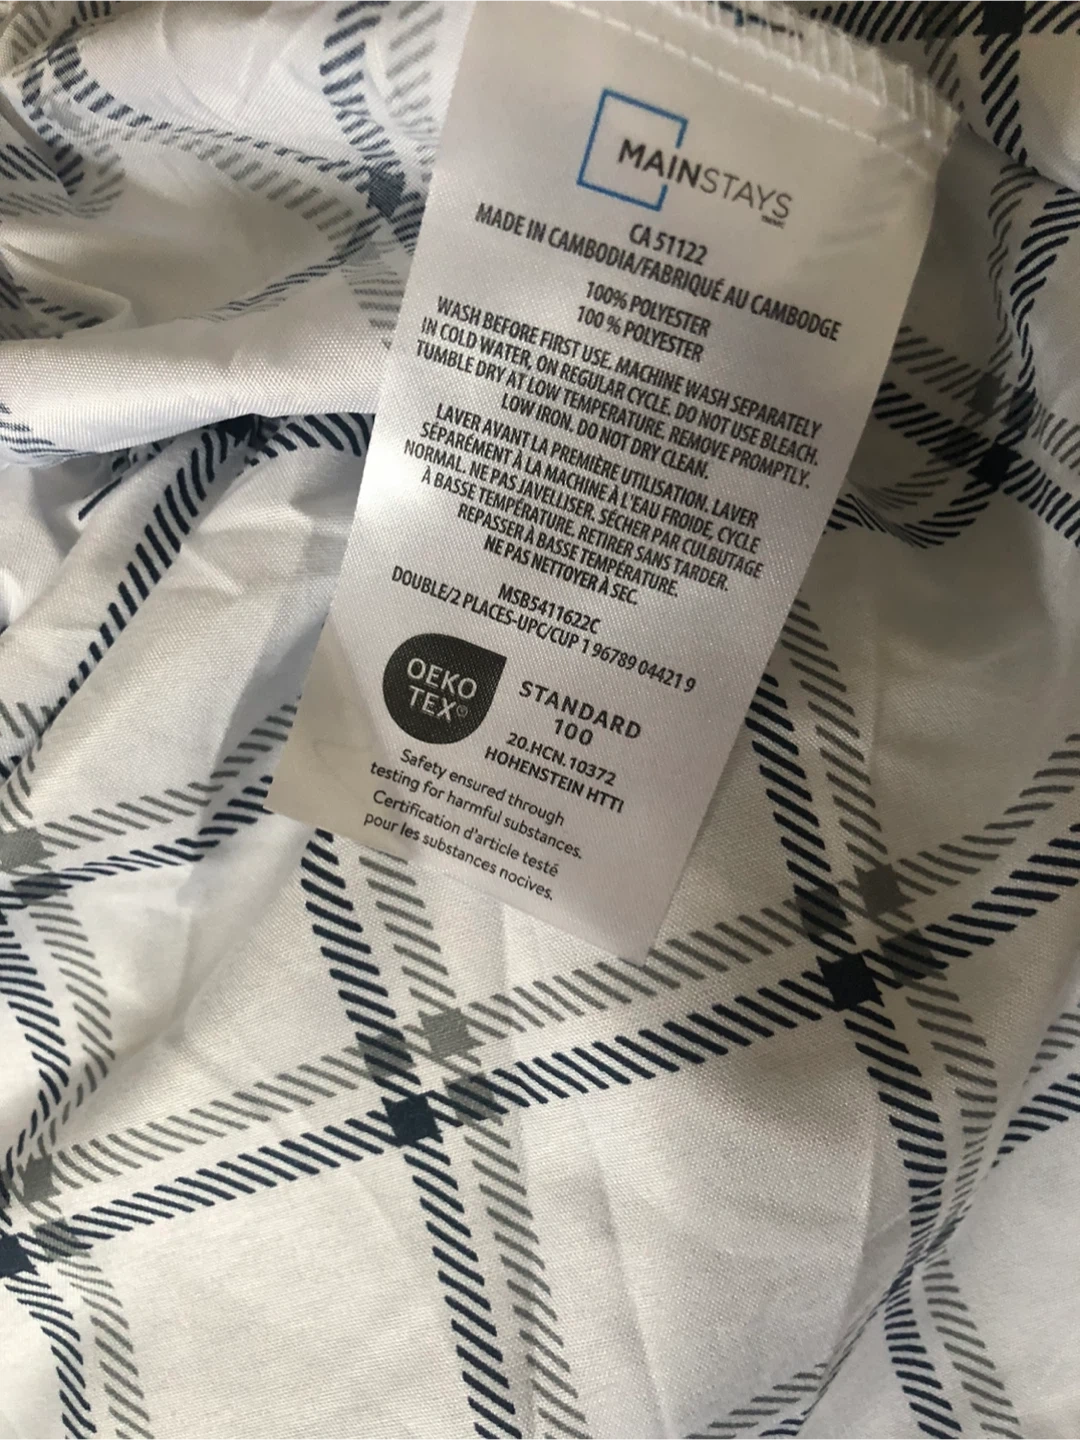 MAINSTAYS
CA 51122
MADE IN CAMBODIA/FABRIQUÉ AU CAMBODGE
100% POLYESTER
100 % POLYESTER
WASH BEFORE FIRST USE. MACHINE WASH SEPARATELY
IN COLD WATER, ON REGULAR CYCLE. DO NOT USE BLEACH.
TUMBLE DRY AT LOW TEMPERATURE. REMOVE PROMPTLY.
LOW IRON. DO NOT DRY CLEAN.
LAVER AVANT LA PREMIÈRE UTILISATION. LAVER
SÉPARÉMENT À LA MACHINE À L'EAU FROIDE, CYCLE
NORMAL. NE PAS JAVELLISER. SÉCHER PAR CULBUTAGE
À BASSE TEMPÉRATURE. RETIRER SANS TARDER.
REPASSER À BASSE TEMPÉRATURE.
NE PAS NETTOYER À SEC.
MSB5411622C
DOUBLE/2 PLACES-UPC/CUP 1 96789 04421 9
OEKO
TEX®
STANDARD
100
20.HCN.10372
HOHENSTEIN HTTI
Safety ensured through
testing for harmful substances.
Certification d'article testé
pour les substances nocives.